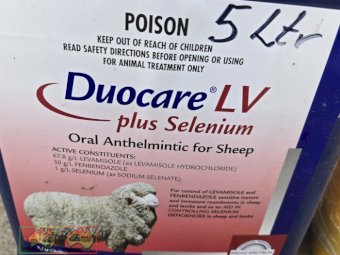 POISON
5 Ltr
KEEP OUT OF REACH OF CHILDREN
READ SAFETY DIRECTIONS BEFORE OPENING OR USING
FOR ANIMAL TREATMENT ONLY
Duocare® LV
plus Selenium
Oral Anthelmintic for Sheep
ACTIVE CONSTITUENTS:
67.8 g/L LEVAMISOLE (as LEVAMISOLE HYDROCHLORIDE)
50 g/L FENBENDAZOLE
1 g/L SELENIUM (as SODIUM SELENATE).
For control of LEVAMISOLE and
FENBENDAZOLE sensitive mature
and immature roundworms in sheep
and lambs and as an AID IN
CONTROLLING SELENIUM
DEFICIENCIES in sheep and lambs.